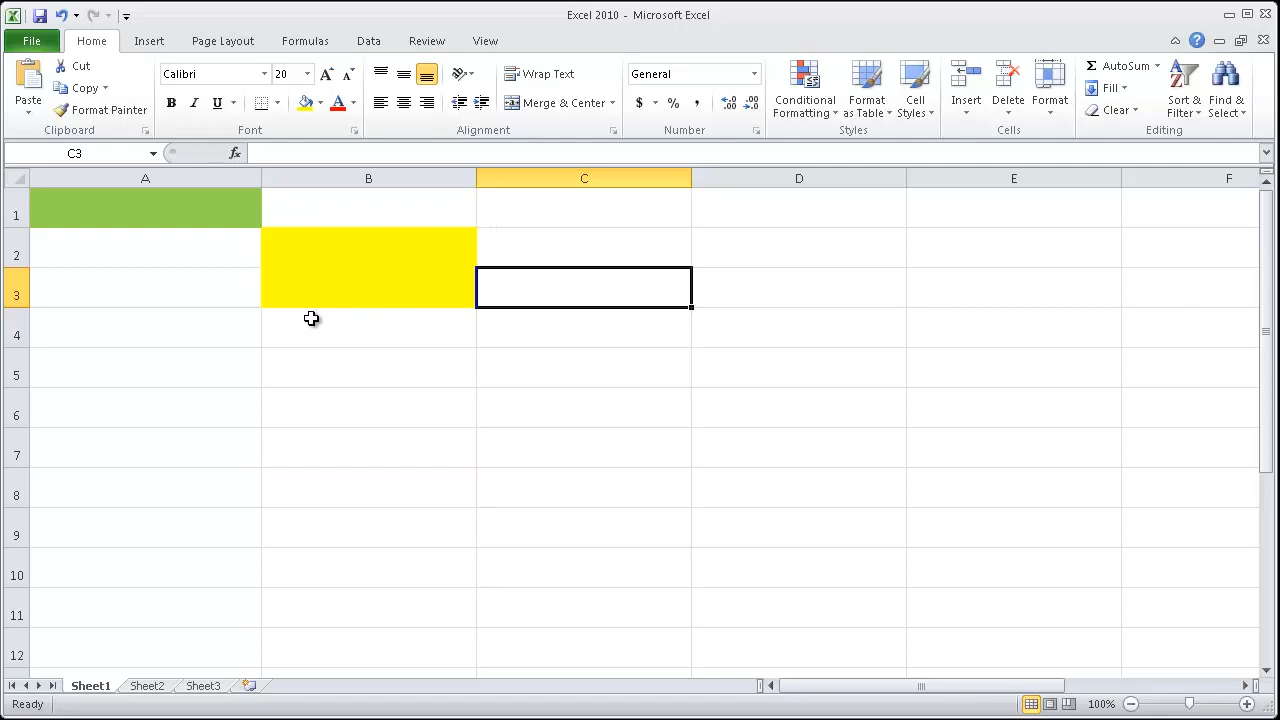 Excel 2010 - Microsoft Excel
File Home Insert Page Layout Formulas Data Review View
Paste
Cut
Copy
Format Painter
Clipboard
Calibri
B I U A
Font
Wrap Text
Merge & Center
Alignment
General
$ % ,
Number
Conditional Formatting
Format as Table
Cell Styles
Styles
Insert
Delete
Format
Cells
Σ AutoSum
Fill
Clear
Sort & Filter
Find & Select
Editing
C3 fx
A B C D E F
1
2
3
4
5
6
7
8
9
10
11
12
Sheet1 Sheet2 Sheet3
Ready 100%